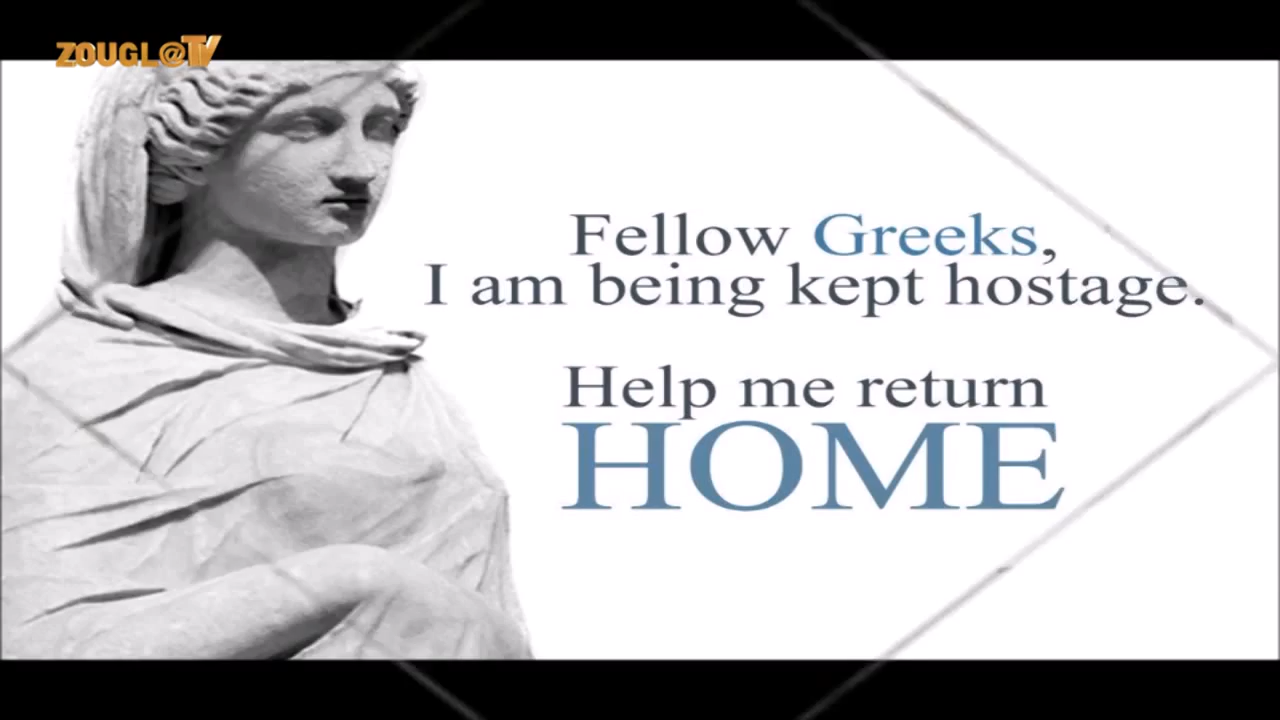 ZOUGL@TV
Fellow Greeks,
I am being kept hostage.
Help me return
HOME